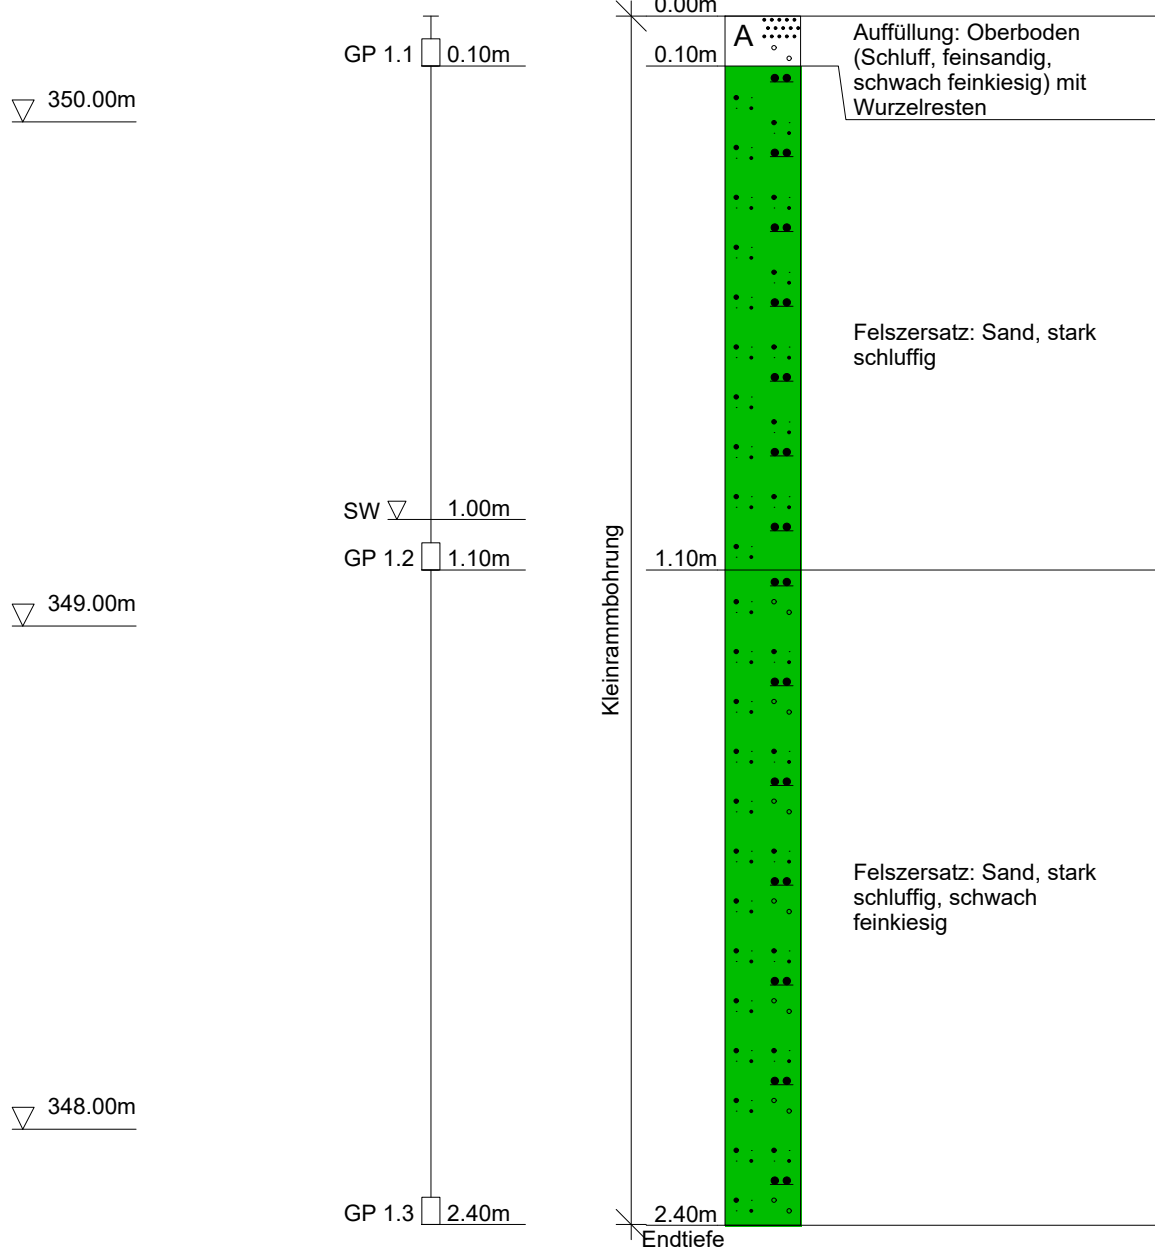 0.00m
A
Auffüllung: Oberboden
(Schluff, feinsandig,
schwach feinkiesig) mit
Wurzelresten
GP 1.1 0.10m
0.10m
350.00m
Felszersatz: Sand, stark
schluffig
SW 1.00m
GP 1.2 1.10m
1.10m
349.00m
Kleinrammbohrung
Felszersatz: Sand, stark
schluffig, schwach
feinkiesig
348.00m
GP 1.3 2.40m
2.40m
Endtiefe